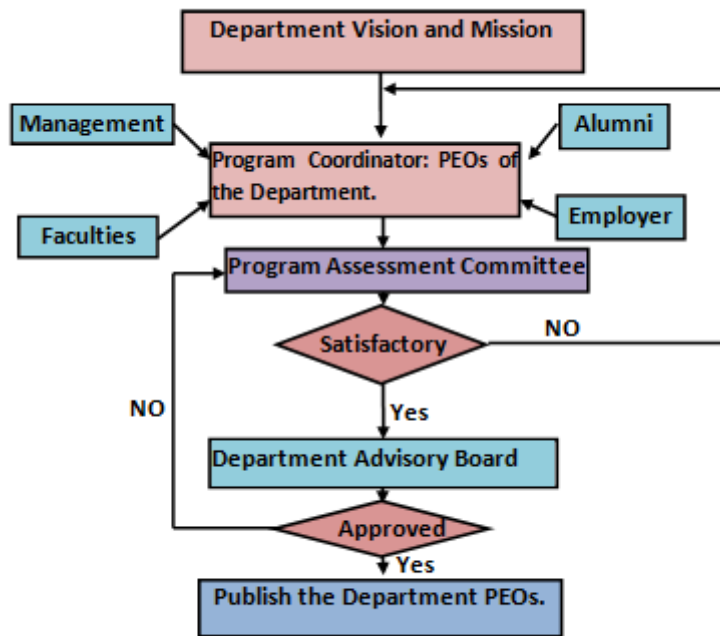 Department Vision and Mission
Management
Alumni
Program Coordinator: PEOs of
the Department.
Faculties
Employer
Program Assessment Committee
Satisfactory
NO
NO
Yes
Department Advisory Board
Approved
Yes
Publish the Department PEOs.